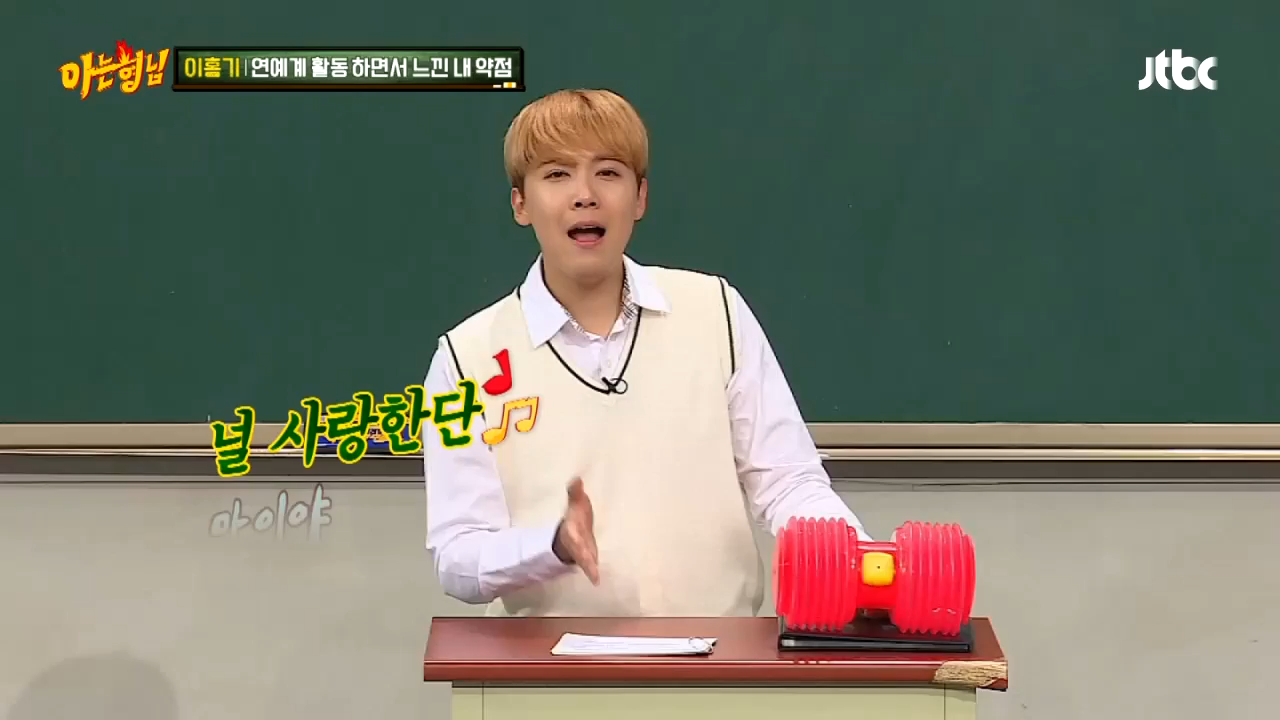 아는형님
이홍기 | 연예계 활동 하면서 느낀 내 약점
jtbc
널 사랑한단
마이야